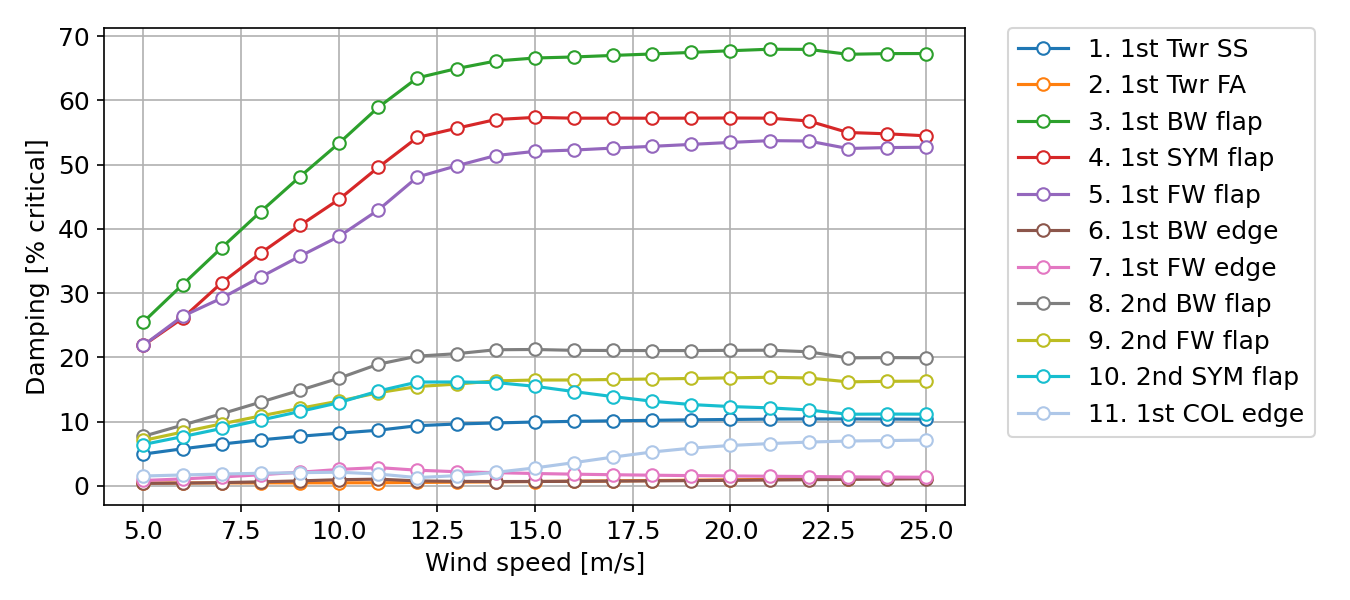 70
60
50
40
30
20
10
0
Damping [% critical]
5.0 7.5 10.0 12.5 15.0 17.5 20.0 22.5 25.0
Wind speed [m/s]
1. 1st Twr SS
2. 1st Twr FA
3. 1st BW flap
4. 1st SYM flap
5. 1st FW flap
6. 1st BW edge
7. 1st FW edge
8. 2nd BW flap
9. 2nd FW flap
10. 2nd SYM flap
11. 1st COL edge